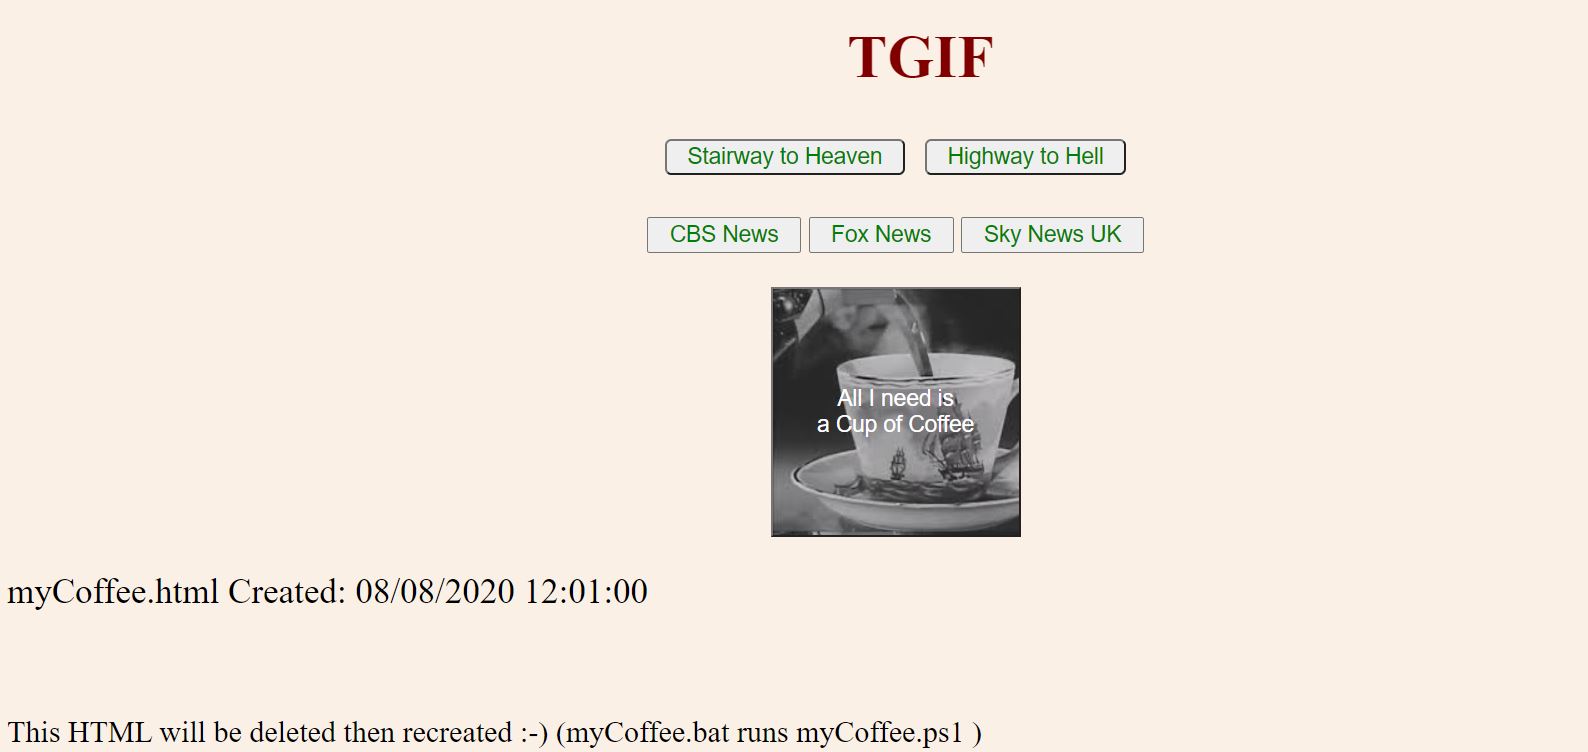 TGIF
Stairway to Heaven Highway to Hell
CBS News Fox News Sky News UK
All I need is
a Cup of Coffee
myCoffee.html Created: 08/08/2020 12:01:00
This HTML will be deleted then recreated :-) (myCoffee.bat runs myCoffee.ps1 )